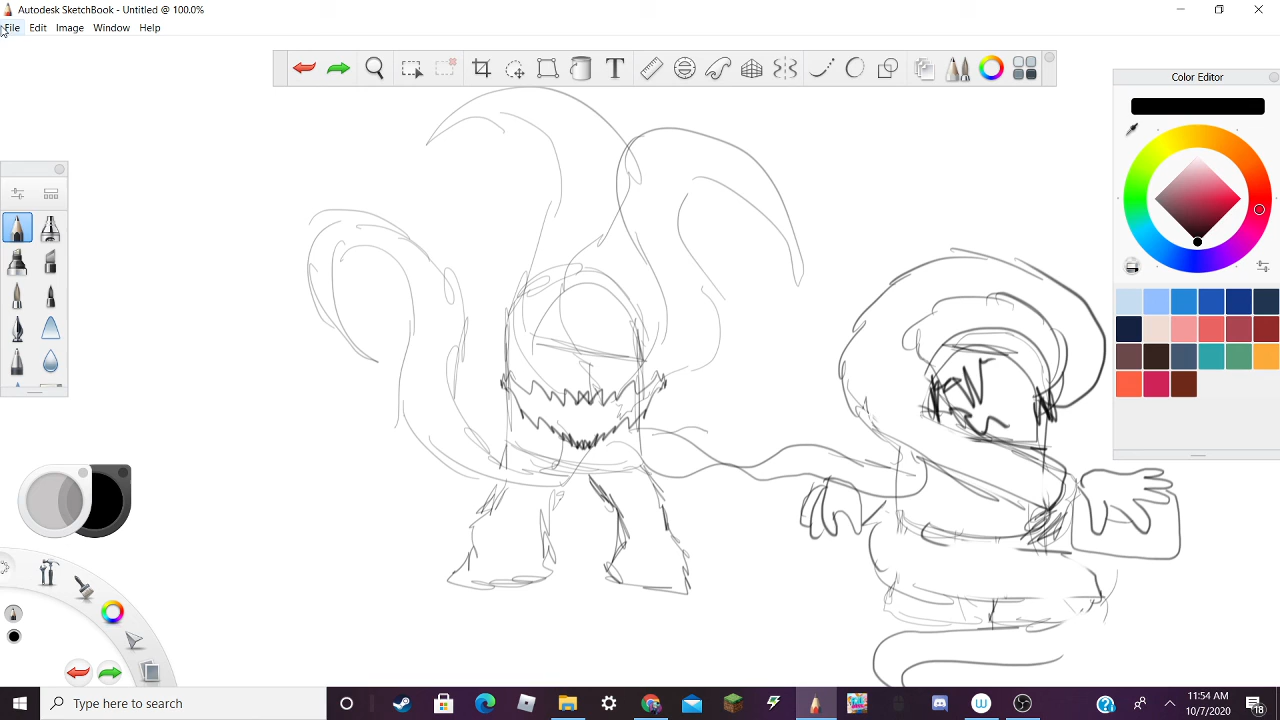 Autodesk SketchBook - Untitled @ 100.0%
File Edit Image Window Help
Color Editor
Type here to search
11:54 AM
10/7/2020
18